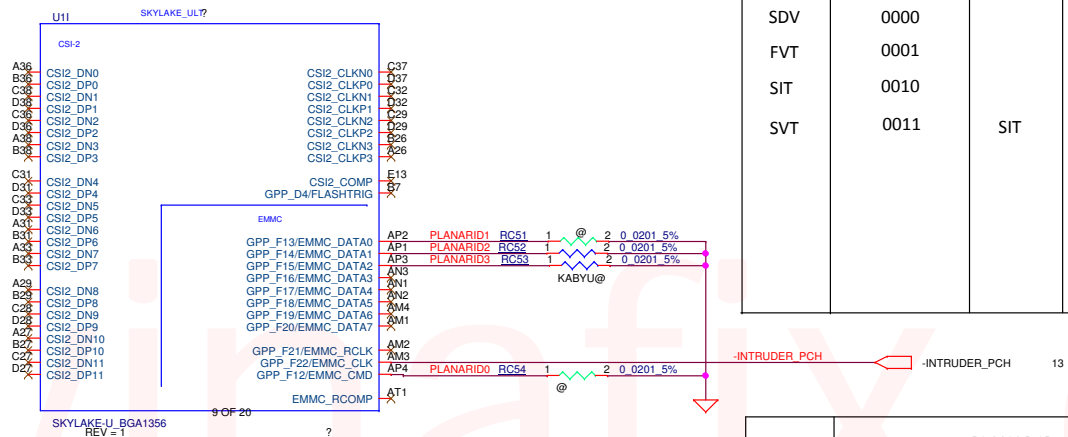 U1I
SKYLAKE_ULT
?
CSI-2
A36 CSI2_DN0
B36 CSI2_DP0
C38 CSI2_DN1
D38 CSI2_DP1
C36 CSI2_DN2
D36 CSI2_DP2
A38 CSI2_DN3
B38 CSI2_DP3
C31 CSI2_DN4
D31 CSI2_DP4
C33 CSI2_DN5
D33 CSI2_DP5
A31 CSI2_DN6
B31 CSI2_DP6
A33 CSI2_DN7
B33 CSI2_DP7
A29 CSI2_DN8
B29 CSI2_DP8
C28 CSI2_DN9
D28 CSI2_DP9
A27 CSI2_DN10
B27 CSI2_DP10
C27 CSI2_DN11
D27 CSI2_DP11
CSI2_CLKN0 C37
CSI2_CLKP0 D37
CSI2_CLKN1 C32
CSI2_CLKP1 D32
CSI2_CLKN2 C29
CSI2_CLKP2 D29
CSI2_CLKN3 B26
CSI2_CLKP3 A26
CSI2_COMP E13
GPP_D4/FLASHTRIG B7
EMMC
GPP_F13/EMMC_DATA0 AP2 PLANARID1 RC51 1 @ 2 0_0201_5%
GPP_F14/EMMC_DATA1 AP1 PLANARID2 RC52 1 2 0_0201_5%
GPP_F15/EMMC_DATA2 AP3 PLANARID3 RC53 1 2 0_0201_5%
KABYU@
GPP_F16/EMMC_DATA3 AN3
GPP_F17/EMMC_DATA4 AN1
GPP_F18/EMMC_DATA5 AN2
GPP_F19/EMMC_DATA6 AM4
GPP_F20/EMMC_DATA7 AM1
GPP_F21/EMMC_RCLK AM2
GPP_F22/EMMC_CLK AM3 -INTRUDER_PCH -INTRUDER_PCH 13
GPP_F12/EMMC_CMD AP4 PLANARID0 RC54 1 2 0_0201_5%
@
EMMC_RCOMP AT1
9 OF 20
SKYLAKE-U_BGA1356
REV = 1
?
SDV 0000
FVT 0001
SIT 0010
SVT 0011 SIT
vinafix